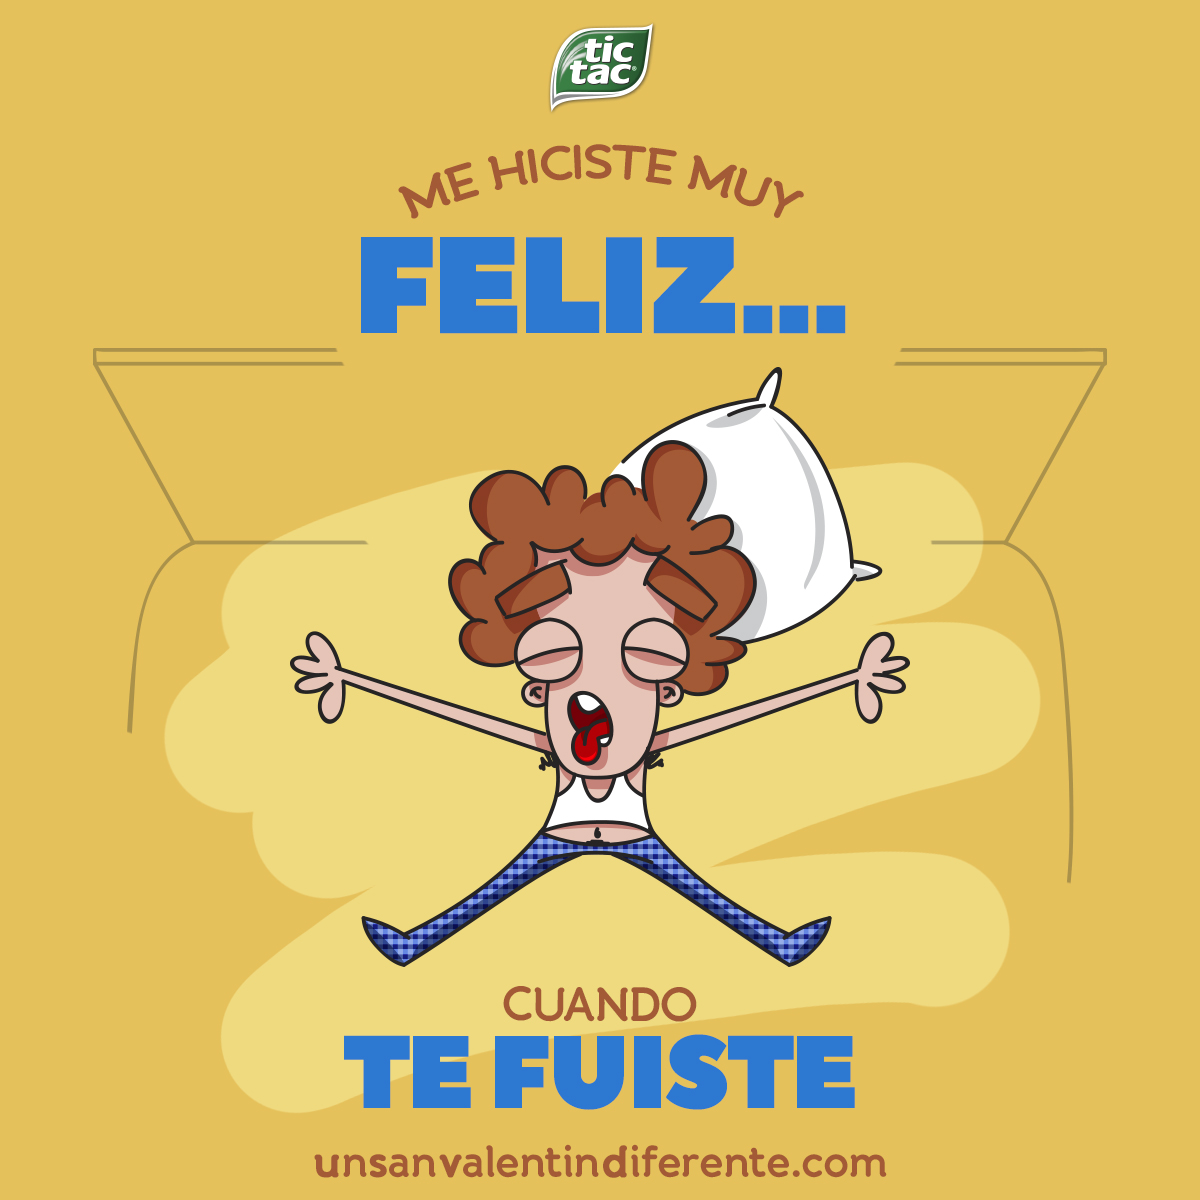 tic
tac
ME HICISTE MUY
FELIZ...
CUANDO
TE FUISTE
unsanvalentindiferente.com